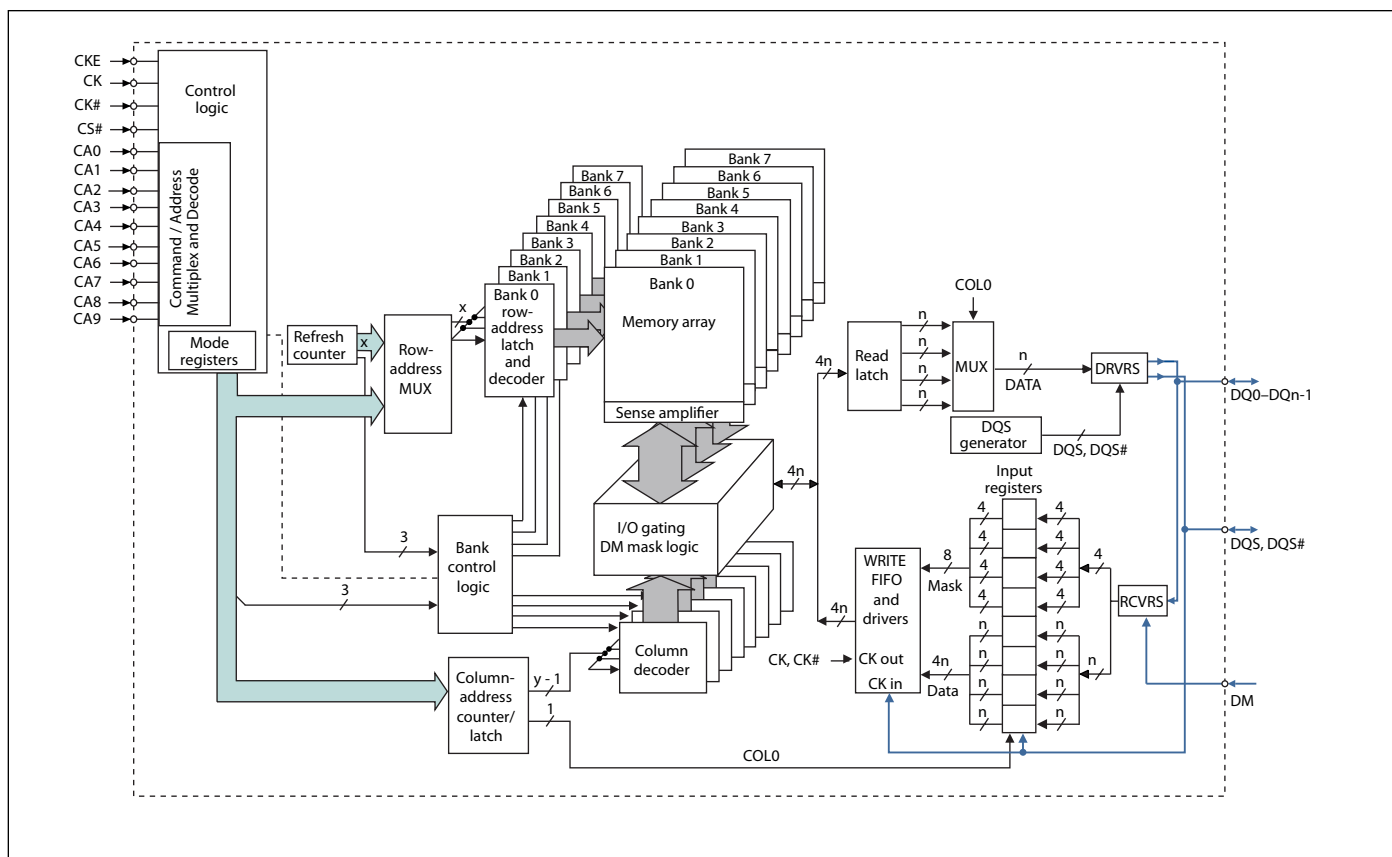 CKE
CK
CK#
CS#
CA0
CA1
CA2
CA3
CA4
CA5
CA6
CA7
CA8
CA9
Control
logic
Command / Address
Multiplex and Decode
Mode
registers
Refresh
counter
x
Row-
address
MUX
x
Bank 7
Bank 6
Bank 5
Bank 4
Bank 3
Bank 2
Bank 1
Bank 0
row-
address
latch
and
decoder
Bank 7
Bank 6
Bank 5
Bank 4
Bank 3
Bank 2
Bank 1
Bank 0
Memory array
Sense amplifier
3
3
Bank
control
logic
I/O gating
DM mask logic
Column
decoder
Column-
address
counter/
latch
y - 1
1
COL0
4n
4n
4n
Read
latch
n
n
n
n
COL0
MUX
n
DATA
DRVRS
DQS
generator
DQS, DQS#
DQ0–DQn-1
DQS, DQS#
DM
Input
registers
4
4
4
4
n
n
n
n
4
4
4
4
n
n
n
n
4
n
RCVRS
8
Mask
4n
Data
WRITE
FIFO
and
drivers
CK out
CK in
CK, CK#